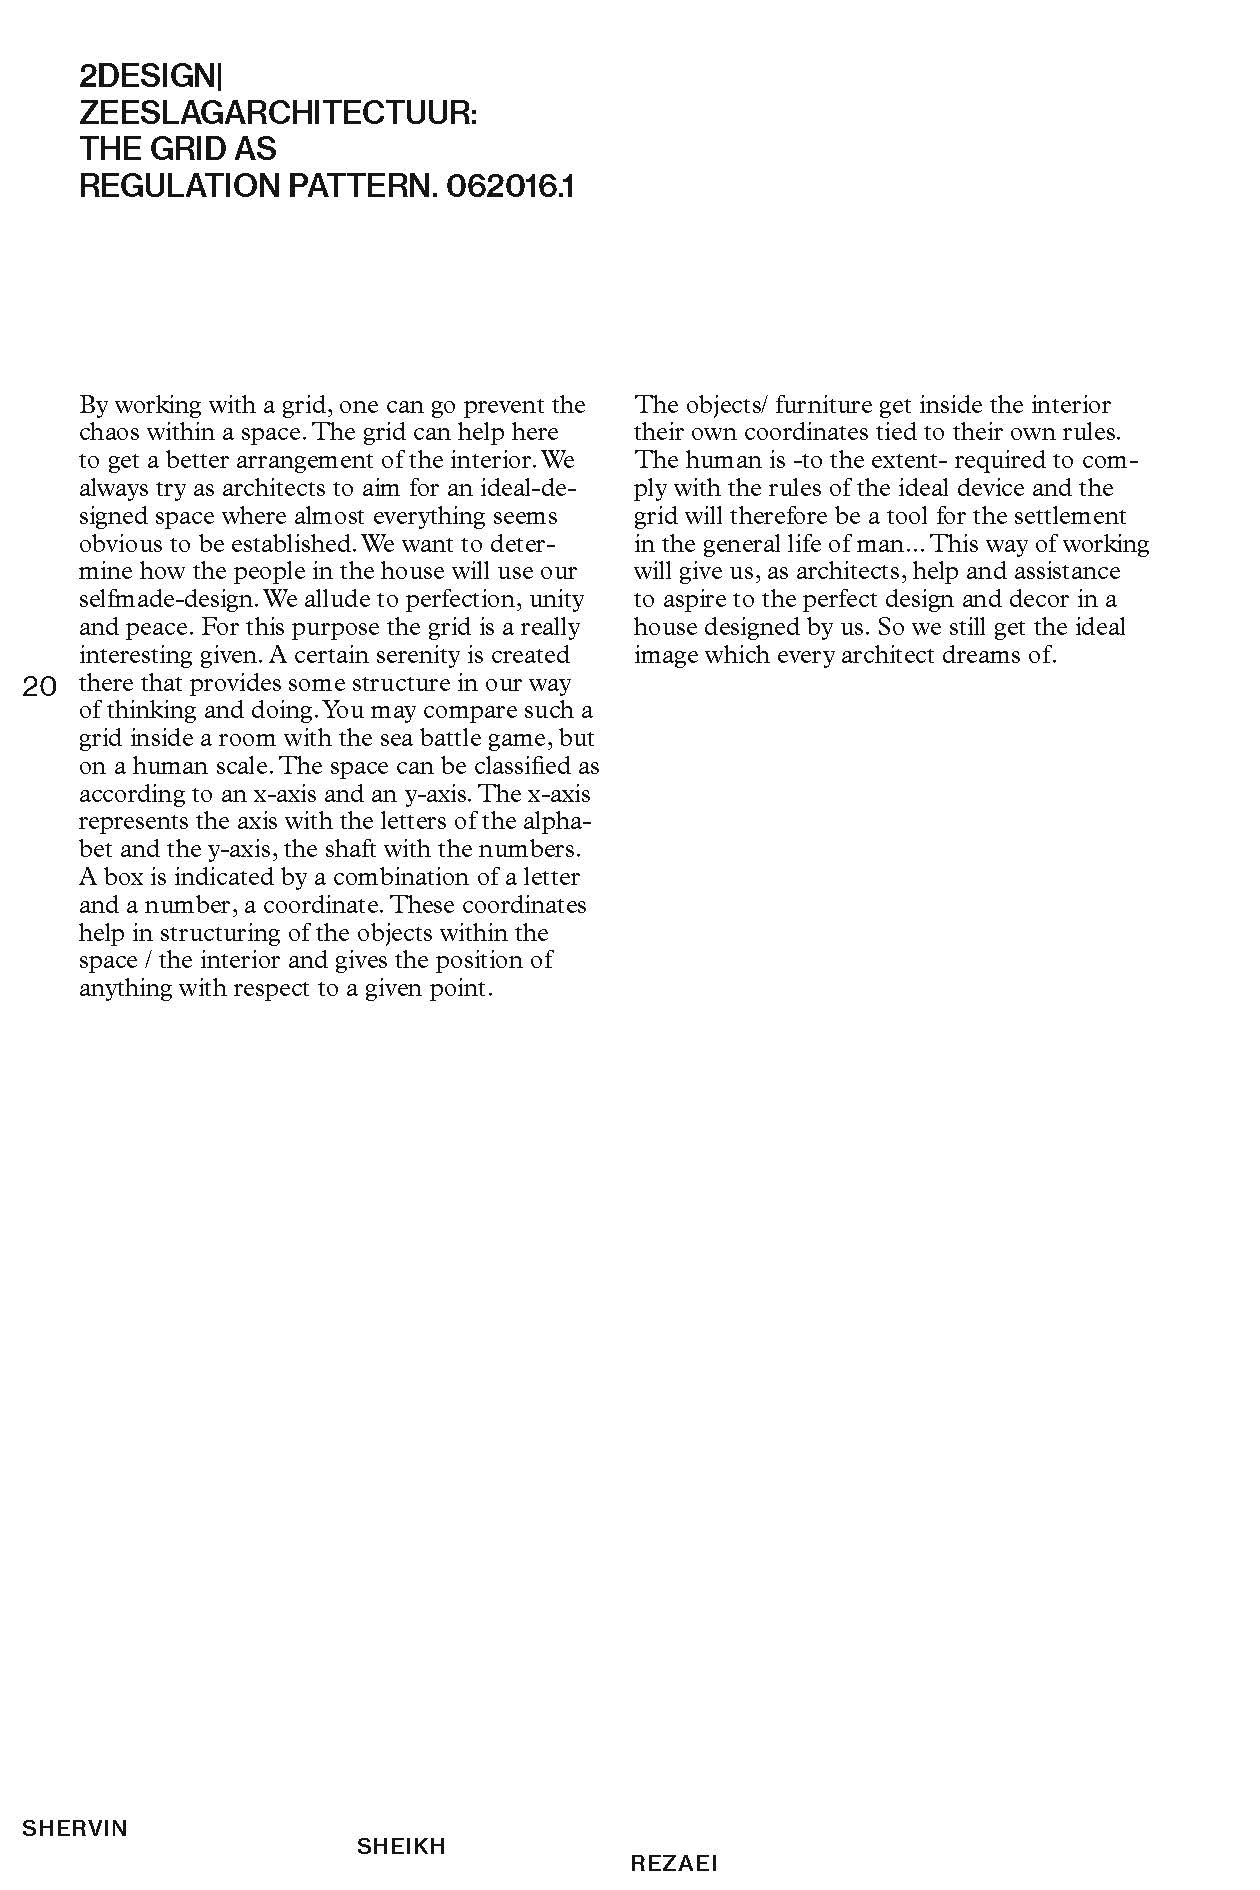 2DESIGN|
ZEESLAGARCHITECTUUR:
THE GRID AS
REGULATION PATTERN. 062016.1
By working with a grid, one can go prevent the
chaos within a space. The grid can help here
to get a better arrangement of the interior. We
always try as architects to aim for an ideal-de-
signed space where almost everything seems
obvious to be established. We want to deter-
mine how the people in the house will use our
selfmade-design. We allude to perfection, unity
and peace. For this purpose the grid is a really
interesting given. A certain serenity is created
there that provides some structure in our way
of thinking and doing. You may compare such a
grid inside a room with the sea battle game, but
on a human scale. The space can be classified as
according to an x-axis and an y-axis. The x-axis
represents the axis with the letters of the alpha-
bet and the y-axis, the shaft with the numbers.
A box is indicated by a combination of a letter
and a number, a coordinate. These coordinates
help in structuring of the objects within the
space / the interior and gives the position of
anything with respect to a given point.
The objects/ furniture get inside the interior
their own coordinates tied to their own rules.
The human is -to the extent- required to com-
ply with the rules of the ideal device and the
grid will therefore be a tool for the settlement
in the general life of man... This way of working
will give us, as architects, help and assistance
to aspire to the perfect design and decor in a
house designed by us. So we still get the ideal
image which every architect dreams of.
20
SHERVIN
SHEIKH
REZAEI